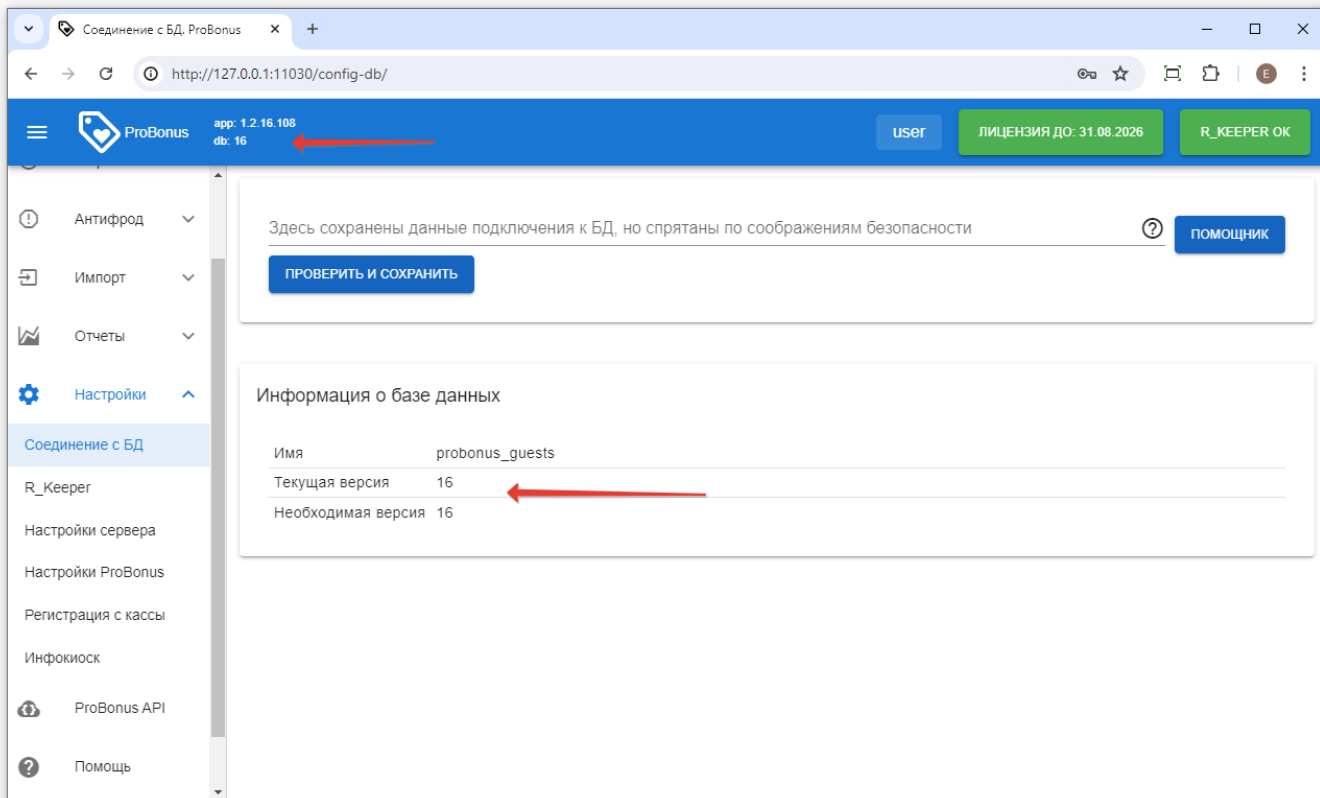 Соединение с БД. ProBonus
http://127.0.0.1:11030/config-db/
E
ProBonus
app: 1.2.16.108
db: 16
user
ЛИЦЕНЗИЯ ДО: 31.08.2026
R_KEEPER OK
Антифрод
Импорт
Отчеты
Настройки
Соединение с БД
R_Keeper
Настройки сервера
Настройки ProBonus
Регистрация с кассы
Инфокиоск
ProBonus API
Помощь
Здесь сохранены данные подключения к БД, но спрятаны по соображениям безопасности
ПОМОЩНИК
ПРОВЕРИТЬ И СОХРАНИТЬ
Информация о базе данных
Имя probonus_guests
Текущая версия 16
Необходимая версия 16